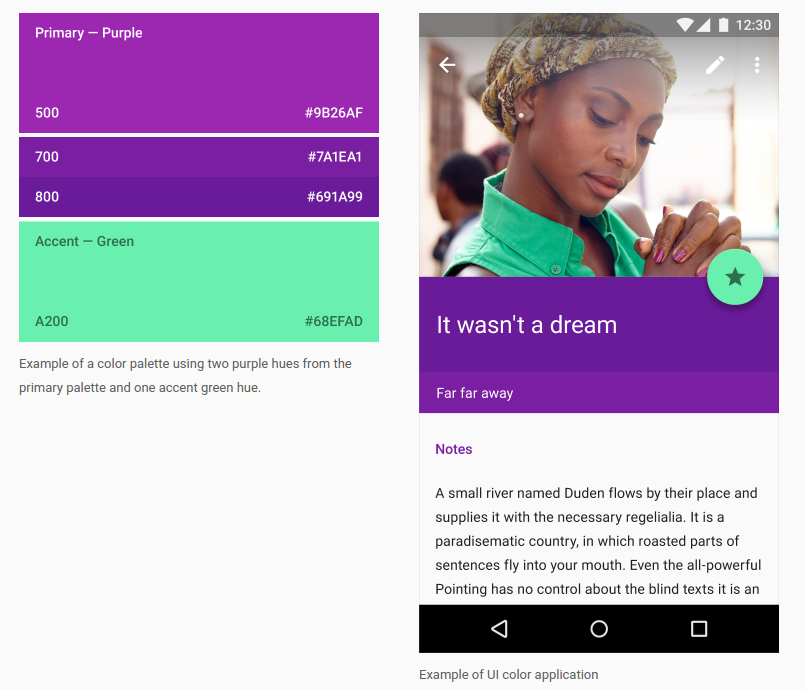 Primary — Purple
500 #9B26AF
700 #7A1EA1
800 #691A99
Accent — Green
A200 #68EFAD
Example of a color palette using two purple hues from the
primary palette and one accent green hue.
12:30
It wasn't a dream
Far far away
Notes
A small river named Duden flows by their place and
supplies it with the necessary regelialia. It is a
paradisematic country, in which roasted parts of
sentences fly into your mouth. Even the all-powerful
Pointing has no control about the blind texts it is an
Example of UI color application